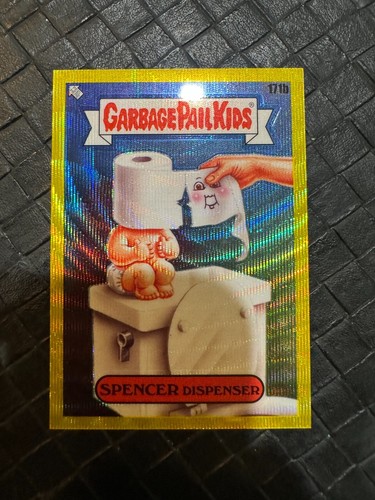 171b
GARBAGE PAIL KIDS
SPENCER DISPENSER